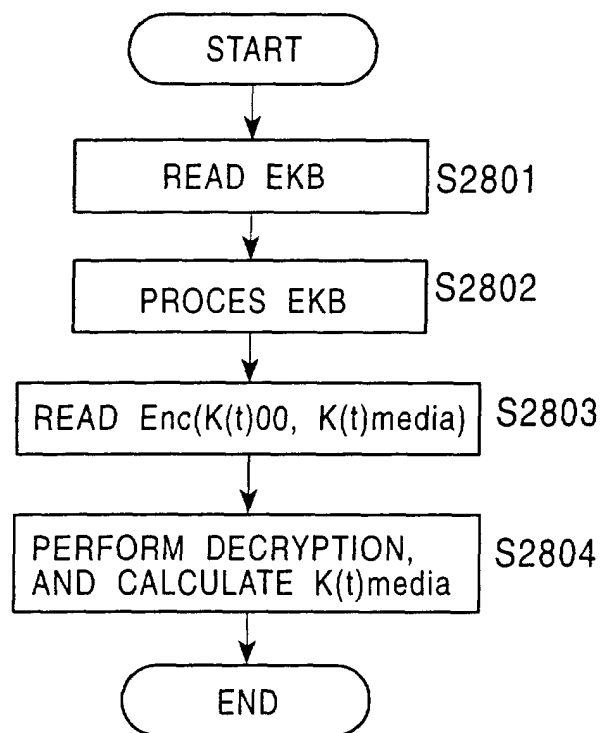 START
READ EKB
S2801
PROCES EKB
S2802
READ Enc(K(t)00, K(t)media)
S2803
PERFORM DECRYPTION,
AND CALCULATE K(t)media
S2804
END